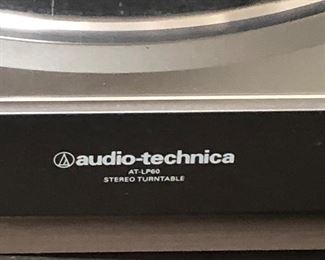 audio-technica
AT-LP60
STEREO TURNTABLE